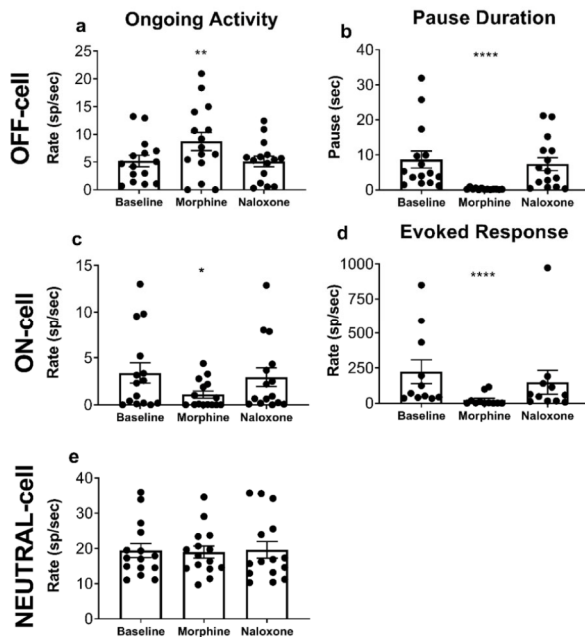 Ongoing Activity
Pause Duration
OFF-cell
a
**
Rate (sp/sec)
25
20
15
10
5
0
Baseline Morphine Naloxone
b
****
Pause (sec)
40
30
20
10
0
Baseline Morphine Naloxone
ON-cell
c
*
Rate (sp/sec)
15
10
5
0
Baseline Morphine Naloxone
d
Evoked Response
****
Rate (sp/sec)
1000
750
500
250
0
Baseline Morphine Naloxone
NEUTRAL-cell
e
Rate (sp/sec)
40
30
20
10
0
Baseline Morphine Naloxone